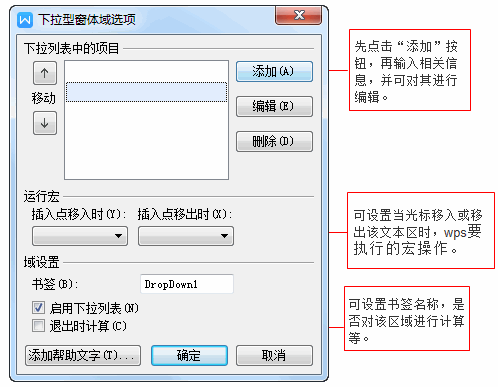 下拉型窗体域选项
下拉列表中的项目
移动
添加(A)
编辑(E)
删除(D)
运行宏
插入点移入时(Y): 插入点移出时(X):
域设置
书签(B): DropDown1
启用下拉列表(N)
退出时计算(C)
添加帮助文字(T)... 确定 取消
先点击“添加”按
钮，再输入相关信
息，并可对其进行
编辑。
可设置当光标移入或移
出该文本区时，wps要
执行的宏操作。
可设置书签名称，是
否对该区域进行计算
等。